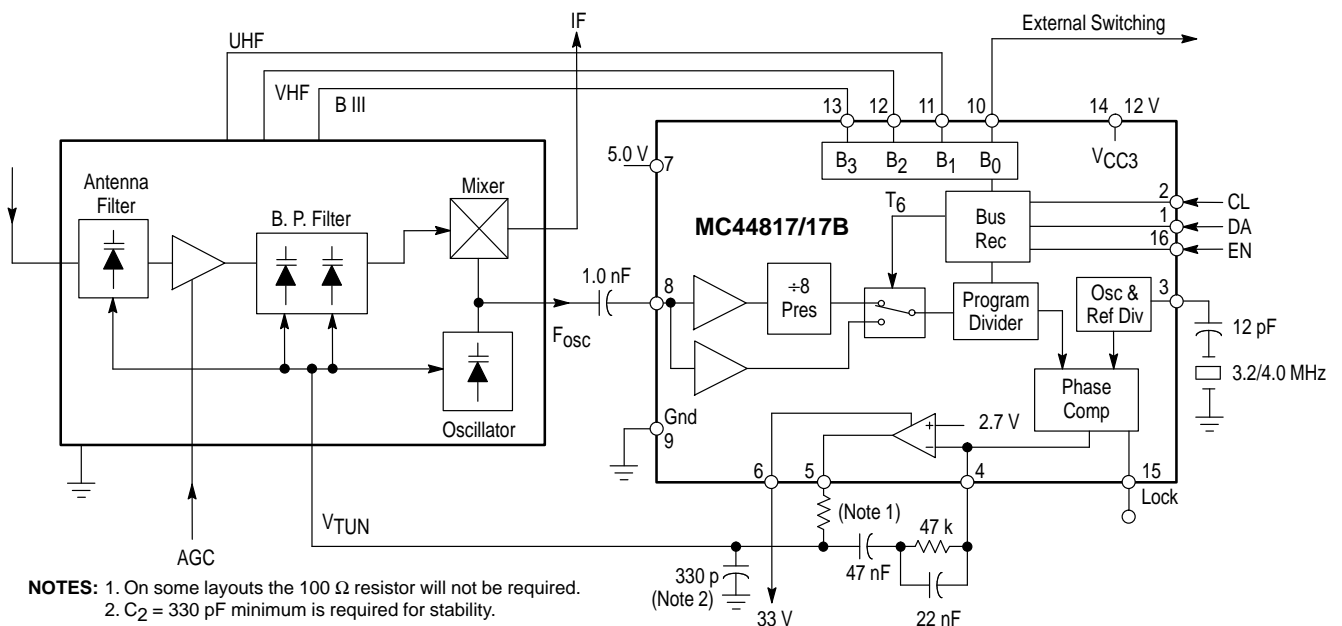 IF
External Switching
UHF
VHF
B III
13
12
11
10
14
12 V
5.0 V
7
B3
B2
B1
B0
VCC3
Antenna
Filter
B. P. Filter
Mixer
T6
MC44817/17B
Bus
Rec
2
CL
1
DA
16
EN
1.0 nF
8
÷8
Pres
Program
Divider
Osc &
Ref Div
3
12 pF
Fosc
3.2/4.0 MHz
Phase
Comp
Oscillator
Gnd
9
+
–
2.7 V
6
5
4
15
Lock
VTUN
(Note 1)
47 k
AGC
330 p
(Note 2)
47 nF
33 V
22 nF
NOTES: 1. On some layouts the 100 Ω resistor will not be required.
2. C2 = 330 pF minimum is required for stability.